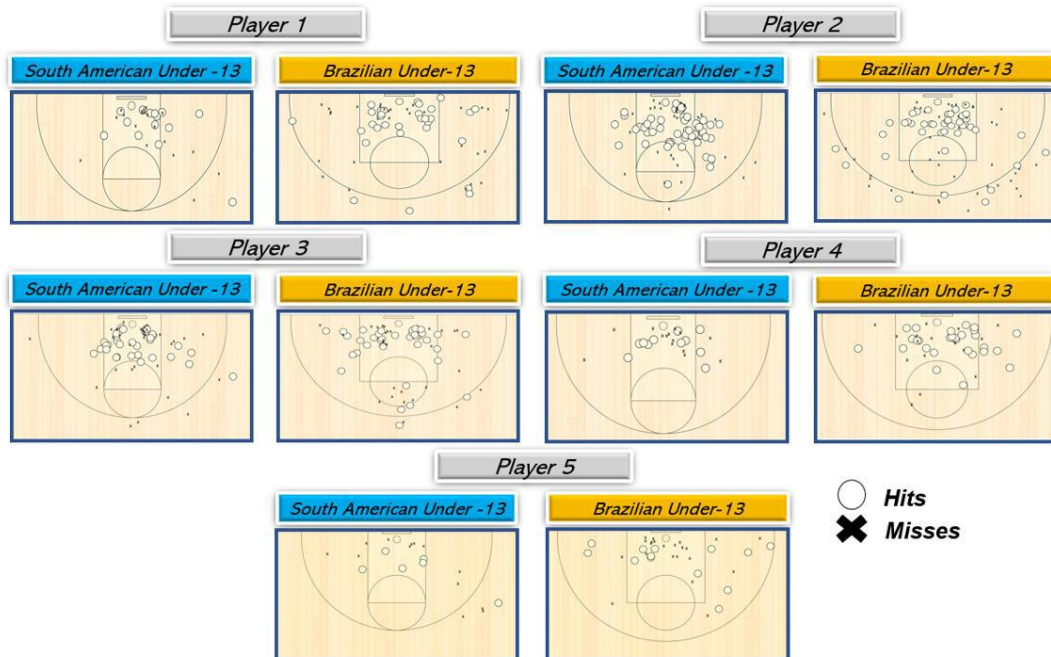 Player 1
Player 2
South American Under -13
Brazilian Under-13
South American Under -13
Brazilian Under-13
Player 3
Player 4
South American Under -13
Brazilian Under-13
South American Under -13
Brazilian Under-13
Player 5
South American Under -13
Brazilian Under-13
Hits
Misses